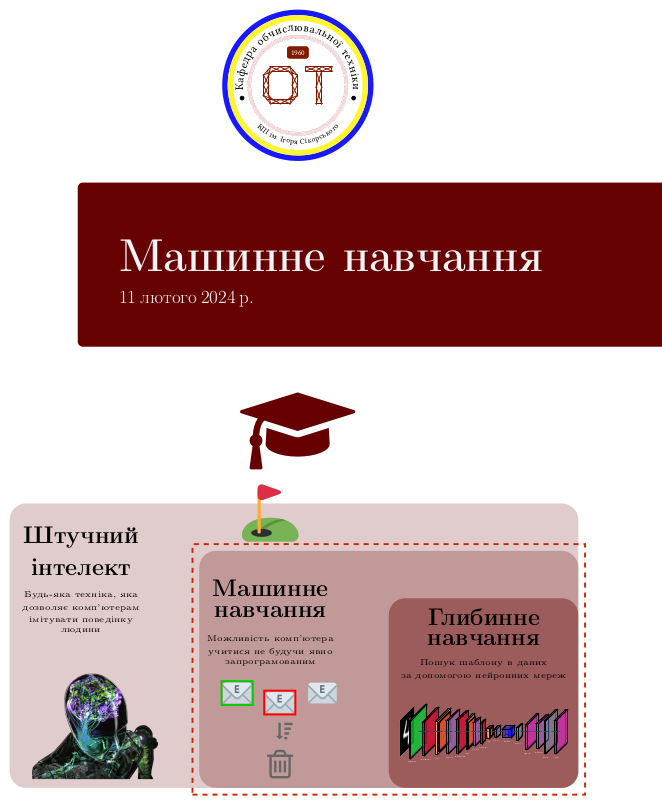 Кафедра обчислювальної техніки
1960
ОТ
КПІ ім. Ігоря Сікорського
Машинне навчання
11 лютого 2024 р.
Штучний
інтелект
Будь-яка техніка, яка
дозволяє комп'ютерам
імітувати поведінку
людини
Машинне
навчання
Можливість комп'ютера
учитися не будучи явно
запрограмованим
E
E
E
Глибинне
навчання
Пошук шаблону в даних
за допомогою нейронних мереж